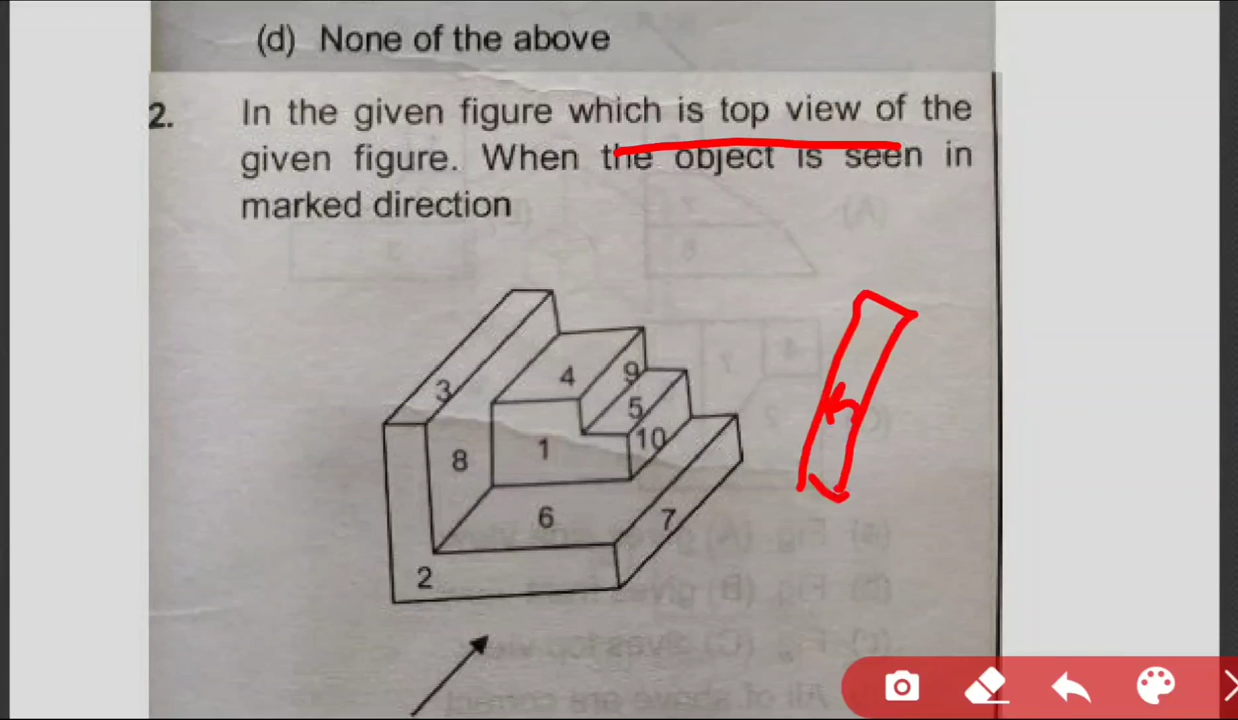 (d) None of the above
2. In the given figure which is top view of the
given figure. When the object is seen in
marked direction
3
4
9
5
8
1
10
6
7
2